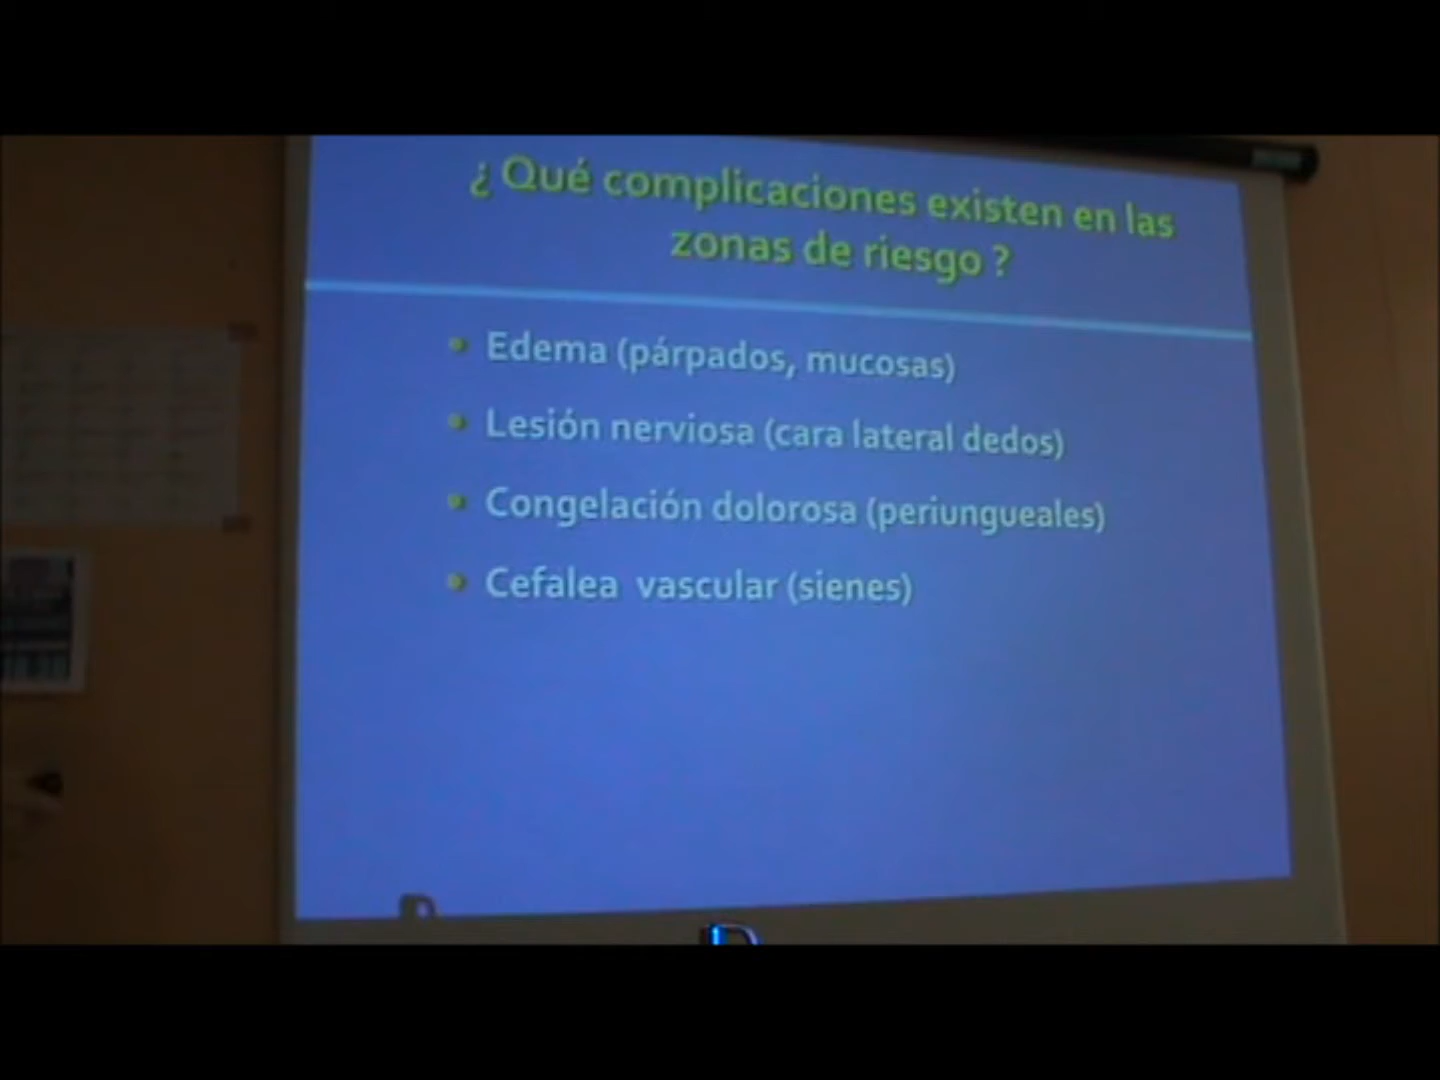 ¿ Qué complicaciones existen en las
zonas de riesgo ?
Edema (párpados, mucosas)
Lesión nerviosa (cara lateral dedos)
Congelación dolorosa (periungueales)
Cefalea vascular (sienes)